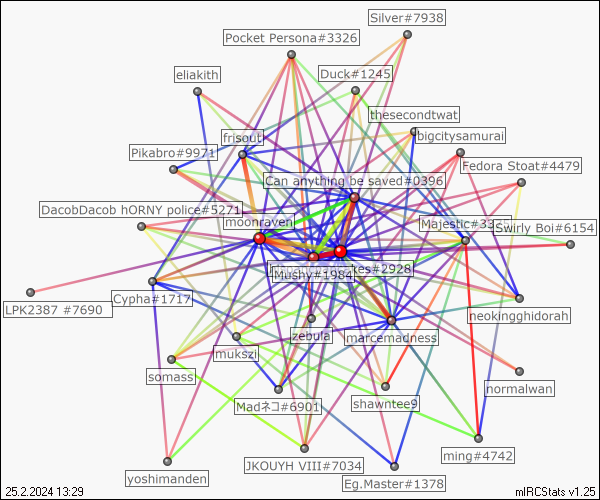 Silver#7938
Pocket Persona#3326
Duck#1245
eliakith
thesecondtwat
bigcitysamurai
frisout
Pikabro#9971
Fedora Stoat#4479
Can anything be saved#0396
DacobDacob hORNY police#5271
moonraven
Majestic#33
Swirly Boi#6154
kes#2928
Mushy#1984
Cypha#1717
LPK2387 #7690
neokingghidorah
zebula
marcemadness
mukszi
somass
normalwan
Madネコ#6901
shawntee9
ming#4742
JKOUYH VIII#7034
yoshimanden
Eg.Master#1378
25.2.2024 13:29
mIRCStats v1.25